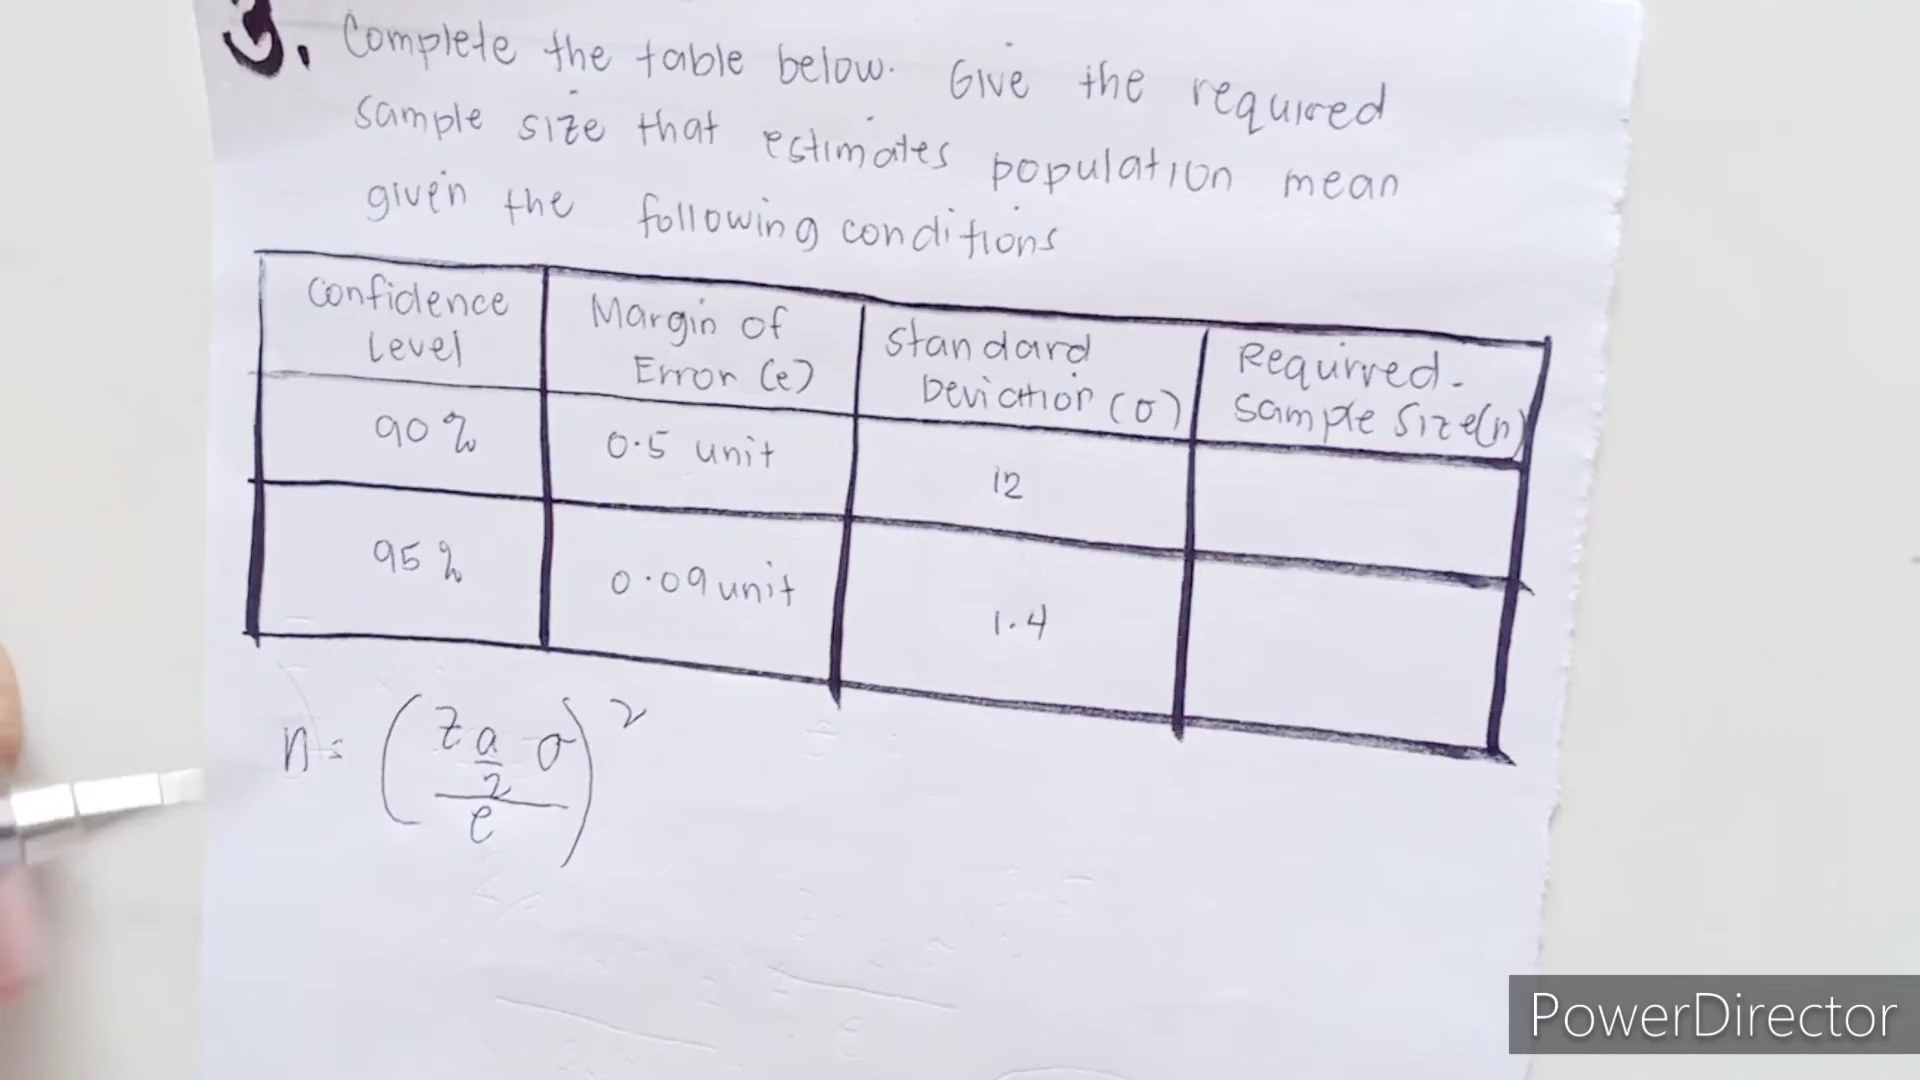 3. Complete the table below. Give the required
sample size that estimates population mean
given the following conditions
Confidence Level
Margin of Error (e)
Standard Deviation (σ)
Required Sample Size(n)
90%
0.5 unit
12
95%
0.09 unit
1.4
n = (Z a/2 σ / e)²
PowerDirector